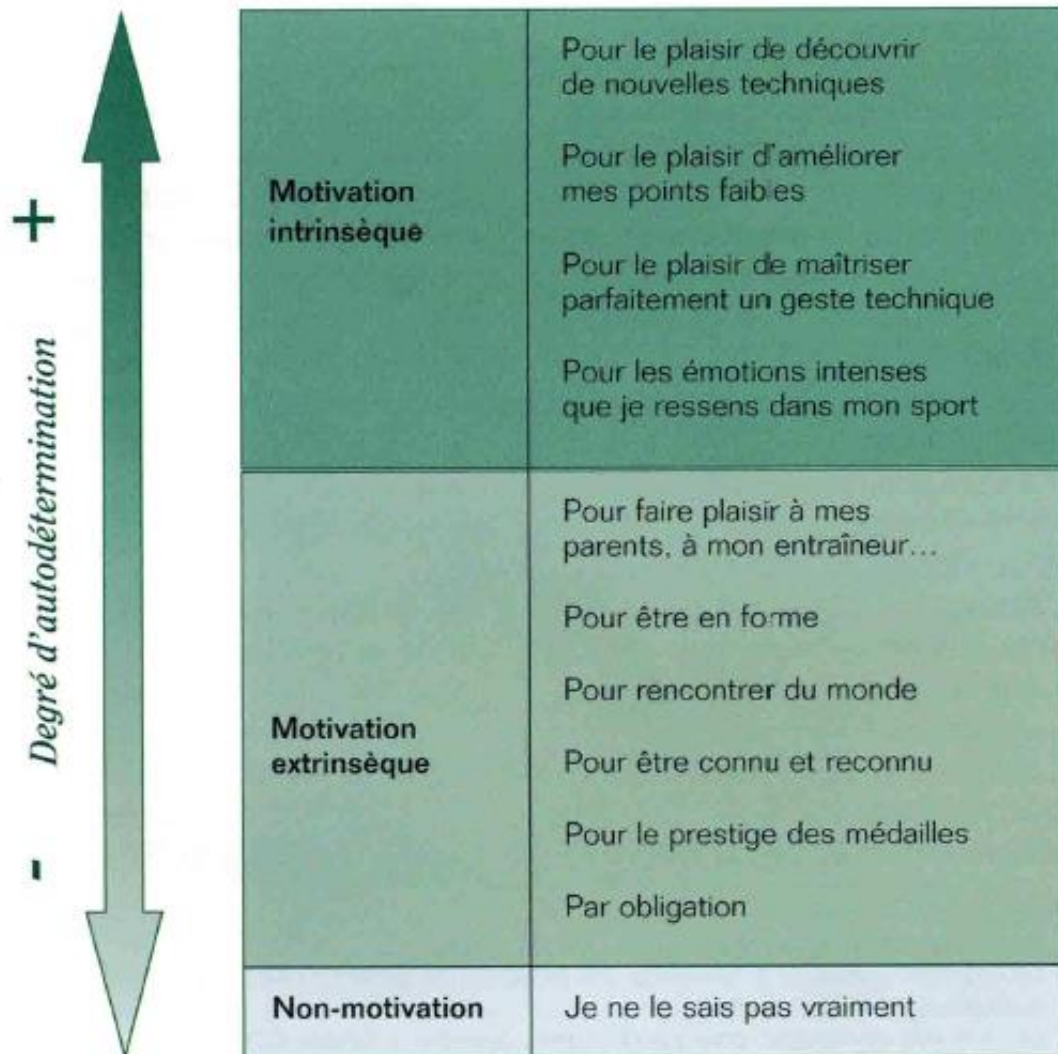 +
Degré d'autodétermination
-
Motivation
intrinsèque
Pour le plaisir de découvrir
de nouvelles techniques
Pour le plaisir d'améliorer
mes points faibles
Pour le plaisir de maîtriser
parfaitement un geste technique
Pour les émotions intenses
que je ressens dans mon sport
Motivation
extrinsèque
Pour faire plaisir à mes
parents, à mon entraîneur...
Pour être en forme
Pour rencontrer du monde
Pour être connu et reconnu
Pour le prestige des médailles
Par obligation
Non-motivation
Je ne le sais pas vraiment